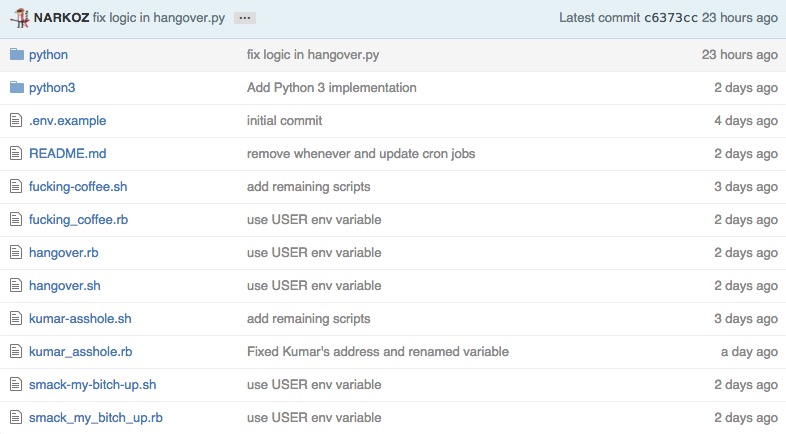 NARKOZ fix logic in hangover.py ... Latest commit c6373cc 23 hours ago
python fix logic in hangover.py 23 hours ago
python3 Add Python 3 implementation 2 days ago
.env.example initial commit 4 days ago
README.md remove whenever and update cron jobs 2 days ago
fucking-coffee.sh add remaining scripts 3 days ago
fucking_coffee.rb use USER env variable 2 days ago
hangover.rb use USER env variable 2 days ago
hangover.sh use USER env variable 2 days ago
kumar-asshole.sh add remaining scripts 3 days ago
kumar_asshole.rb Fixed Kumar's address and renamed variable a day ago
smack-my-bitch-up.sh use USER env variable 2 days ago
smack_my_bitch_up.rb use USER env variable 2 days ago